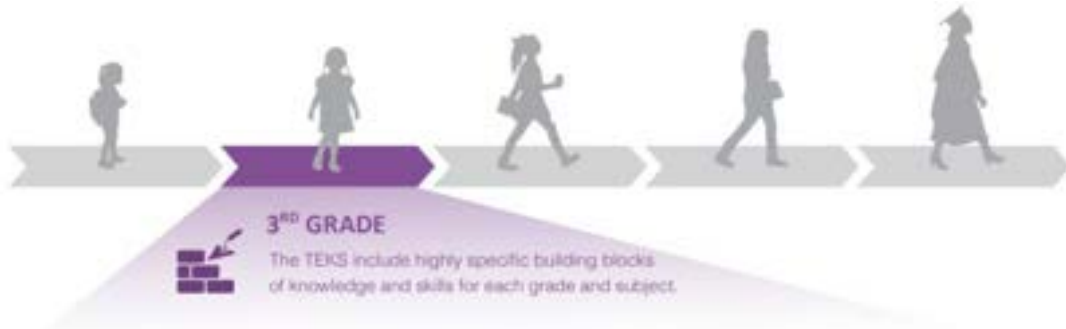 3RD GRADE
The TEKS include highly specific building blocks
of knowledge and skills for each grade and subject.